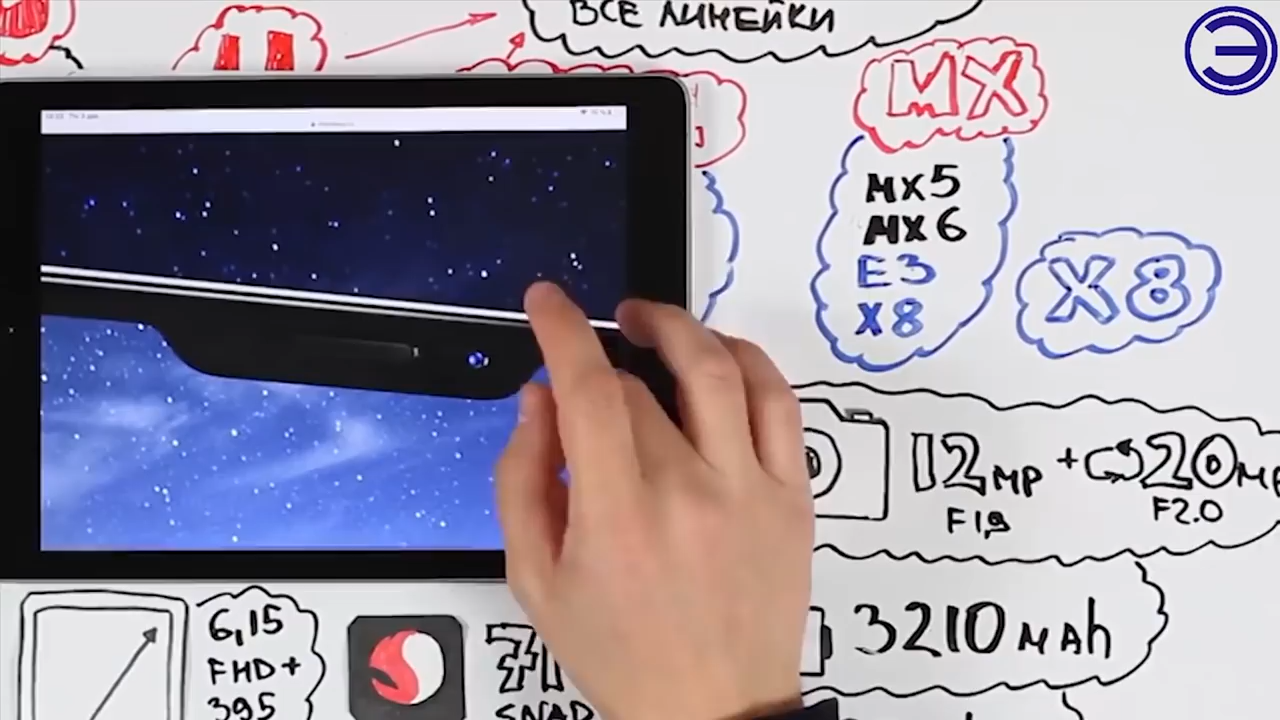 ВСЕ ЛИНЕЙКИ
Э
MX
MX5
MX6
E3
X8
X8
12MP + 20MP
F1,9
F2.0
3210 MAh
6,15
FHD+
395
SNAP